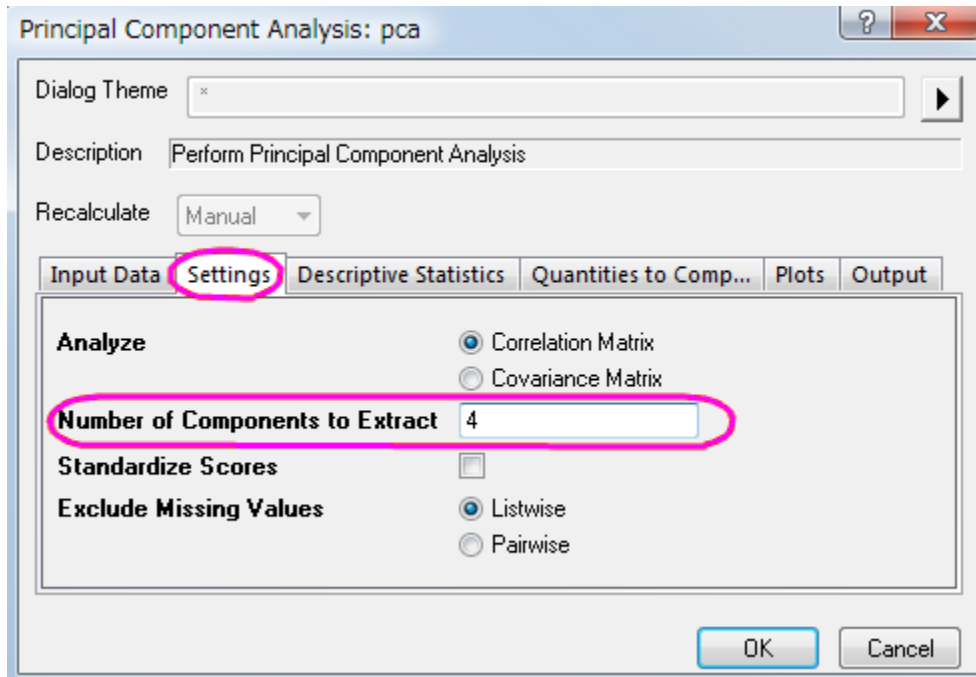 Principal Component Analysis: pca
?
x
Dialog Theme
*
Description Perform Principal Component Analysis
Recalculate Manual
Input Data Settings Descriptive Statistics Quantities to Comp... Plots Output
Analyze Correlation Matrix
Covariance Matrix
Number of Components to Extract 4
Standardize Scores
Exclude Missing Values Listwise
Pairwise
OK Cancel